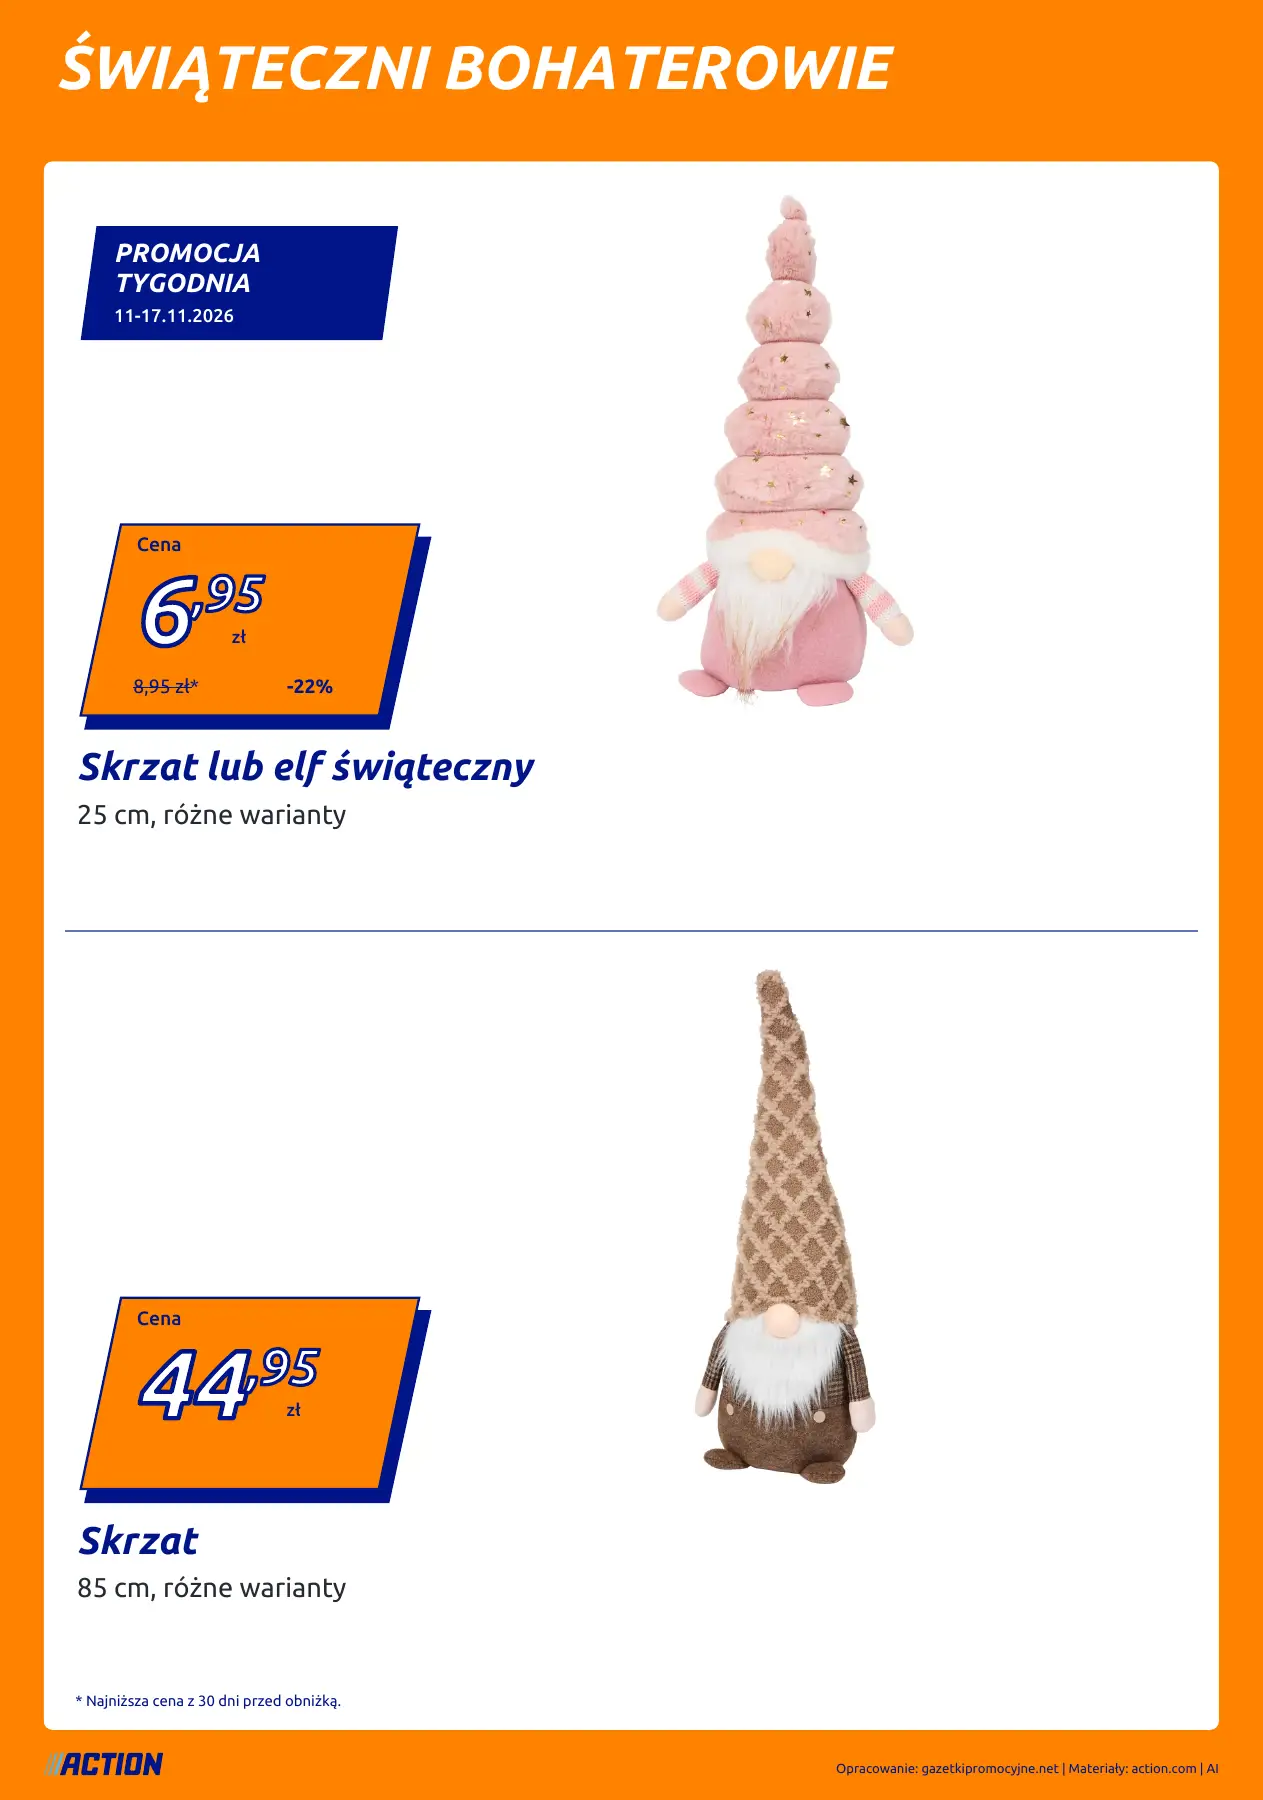 ŚWIĄTECZNI BOHATEROWIE
PROMOCJA
TYGODNIA
11-17.11.2026
Cena
6,95
zł
8,95 zł*
-22%
Skrzat lub elf świąteczny
25 cm, różne warianty
Cena
44,95
zł
Skrzat
85 cm, różne warianty
* Najniższa cena z 30 dni przed obniżką.
ACTION
Opracowanie: gazetkipromocyjne.net | Materiały: action.com | AI